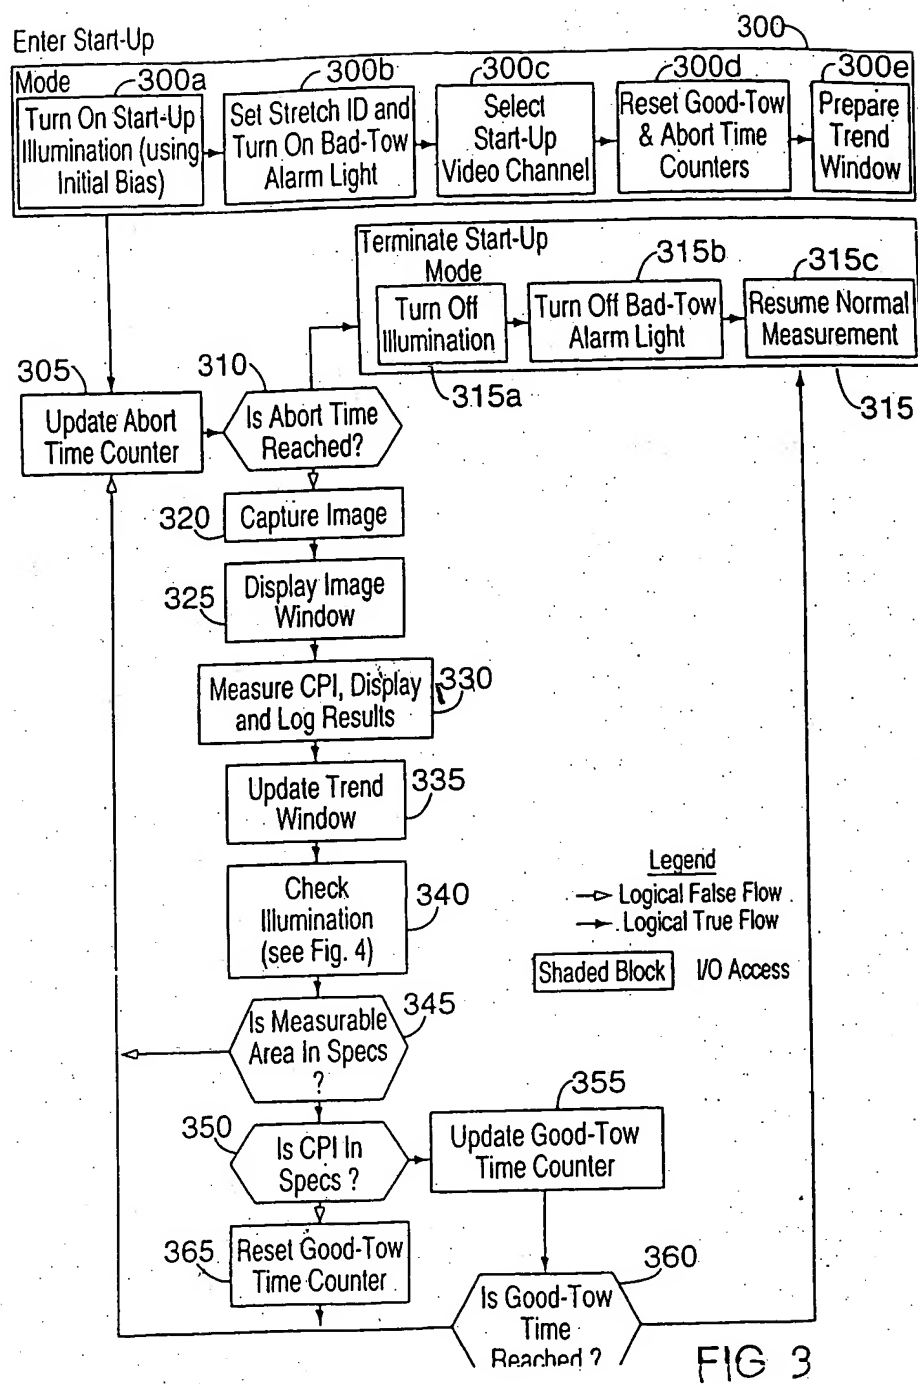 Enter Start-Up
300
Mode
300a
300b
300c
300d
300e
Turn On Start-Up
Illumination (using
Initial Bias)
Set Stretch ID and
Turn On Bad-Tow
Alarm Light
Select
Start-Up
Video Channel
Reset Good-Tow
& Abort Time
Counters
Prepare
Trend
Window
Terminate Start-Up
Mode
315b
315c
Turn Off
Illumination
Turn Off Bad-Tow
Alarm Light
Resume Normal
Measurement
315a
315
305
310
Update Abort
Time Counter
Is Abort Time
Reached?
320
Capture Image
325
Display Image
Window
330
Measure CPI, Display
and Log Results
335
Update Trend
Window
340
Check
Illumination
(see Fig. 4)
Legend
Logical False Flow
Logical True Flow
Shaded Block
I/O Access
345
Is Measurable
Area In Specs
?
350
Is CPI In
Specs ?
355
Update Good-Tow
Time Counter
365
Reset Good-Tow
Time Counter
360
Is Good-Tow
Time
Reached ?
FIG 3